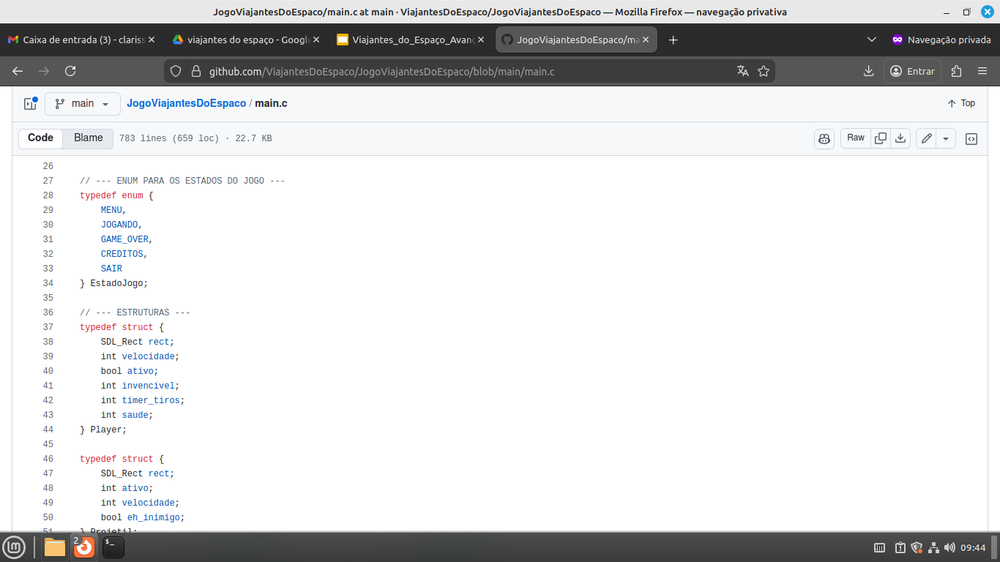 JogoViajantesDoEspaco/main.c at main · ViajantesDoEspaco/JogoViajantesDoEspaco — Mozilla Firefox — navegação privativa
Caixa de entrada (3) - clariss
viajantes do espaço - Google
Viajantes_do_Espaço_Avanç
JogoViajantesDoEspaco/ma
Navegação privada
github.com/ViajantesDoEspaco/JogoViajantesDoEspaco/blob/main/main.c
Entrar
main
JogoViajantesDoEspaco / main.c
Top
Code
Blame
783 lines (659 loc) · 22.7 KB
Raw
26
27 // --- ENUM PARA OS ESTADOS DO JOGO ---
28 typedef enum {
29 MENU,
30 JOGANDO,
31 GAME_OVER,
32 CREDITOS,
33 SAIR
34 } EstadoJogo;
35
36 // --- ESTRUTURAS ---
37 typedef struct {
38 SDL_Rect rect;
39 int velocidade;
40 bool ativo;
41 int invencivel;
42 int timer_tiros;
43 int saude;
44 } Player;
45
46 typedef struct {
47 SDL_Rect rect;
48 int ativo;
49 int velocidade;
50 bool eh_inimigo;
51 } Projetil;
2
$_
09:44